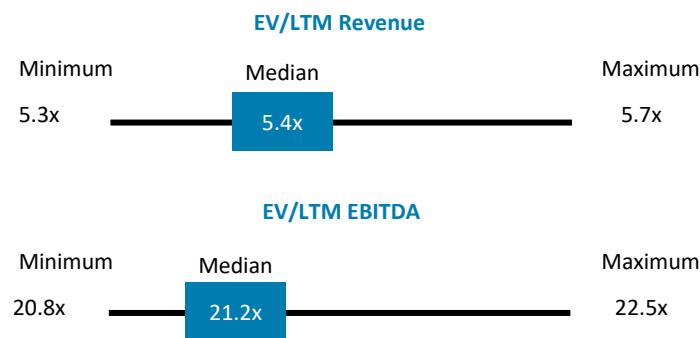 EV/LTM Revenue
Minimum
Median
Maximum
5.3x
5.4x
5.7x
EV/LTM EBITDA
Minimum
Median
Maximum
20.8x
21.2x
22.5x